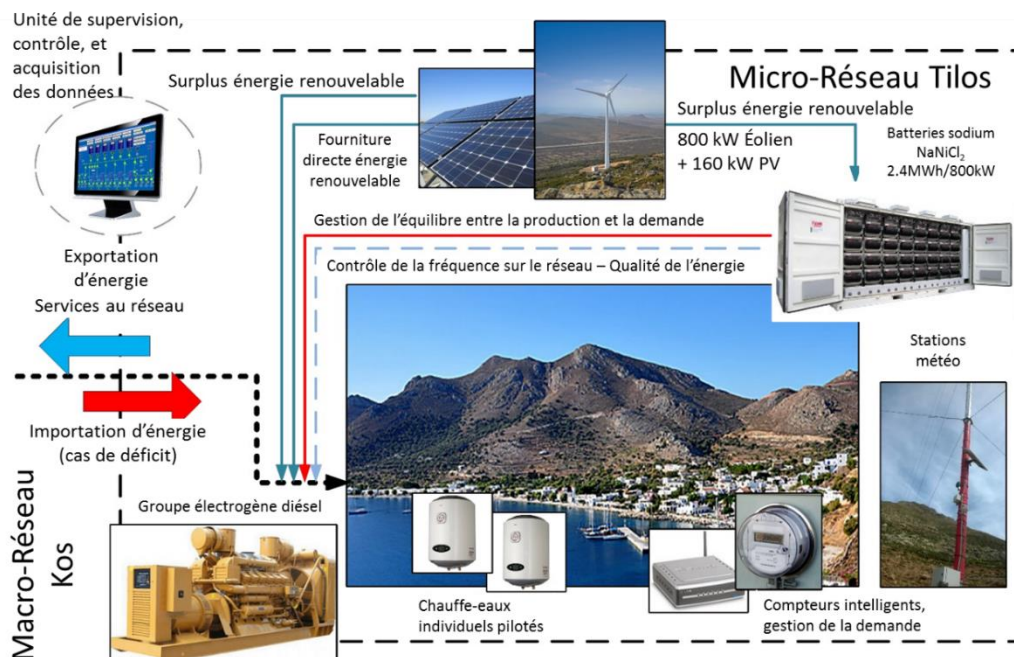 Unité de supervision,
contrôle, et
acquisition
des données
Surplus énergie renouvelable
Micro-Réseau Tilos
Surplus énergie renouvelable
800 kW Éolien
+ 160 kW PV
Batteries sodium
NaNiCl₂
2.4MWh/800kW
Fourniture
directe énergie
renouvelable
Gestion de l’équilibre entre la production et la demande
Contrôle de la fréquence sur le réseau – Qualité de l’énergie
Exportation
d’énergie
Services au réseau
Stations
météo
Importation d’énergie
(cas de déficit)
Macro-Réseau
Kos
Groupe électrogène diésel
Chauffe-eaux
individuels pilotés
Compteurs intelligents,
gestion de la demande